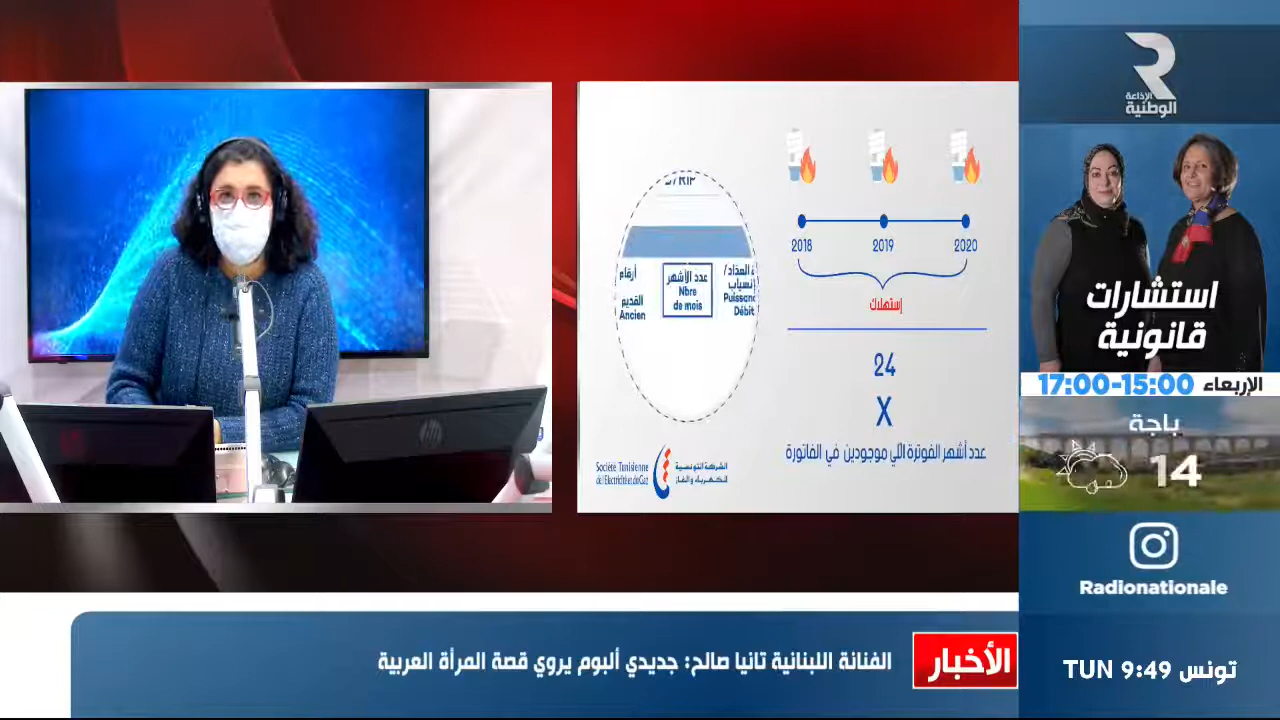 الإذاعة
الوطنية
استشارات
قانونية
الإربعاء 15:00-17:00
باجة
14
Radionationale
تونس TUN 9:49
2018
2019
2020
إستهلاك
24
X
عدد أشهر الفوترة اللّي موجودين في الفاتورة
أرقام
القديم
Ancien
عدد الأشهر
Nbre
de mois
Débit
Société Tunisienne
de l'Electricité et du Gaz
الشركة التونسية
للكهرباء والغاز
hp
الأخبار
الفنانة اللبنانية تانيا صالح: جديدي ألبوم يروي قصة المرأة العربية